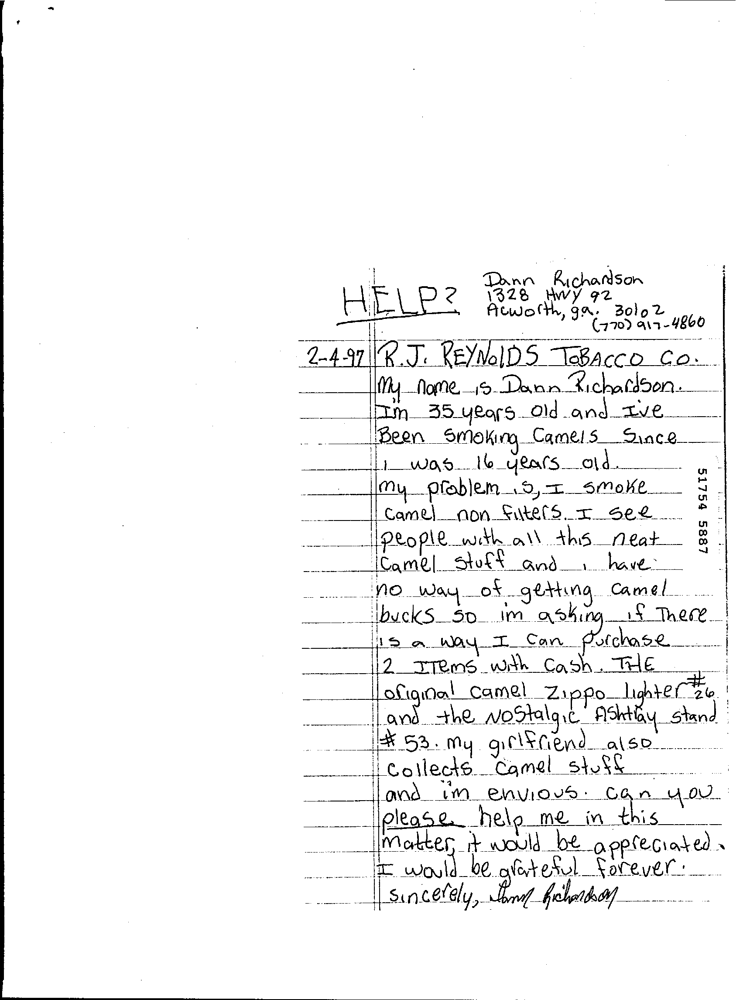 Dann Richardson
HELP?
1328 HWY 92
Acworth, ga. 30102
(770) 917-4860
2-4-97 R.J. REYNOlDS TOBACCO CO.
My name is Dann Richardson.
I'm 35 years old and I've
Been smoking Camels since
i was 16 years old.
my problem is, I smoke
Camel non filters. I see
people with all this neat
Camel stuff and i have
no way of getting Camel
bucks so im asking if There
is a way I can purchase
2 ITems with Cash. THE
original camel Zippo lighter #26
and the NoStalgic Ashtray stand
# 53. my girlfriend also
collects Camel stuff
and i'm envious. can you
please help me in this
matter, it would be appreciated.
I would be grateful forever.
sincerely, Dann Richardson
51754 5887